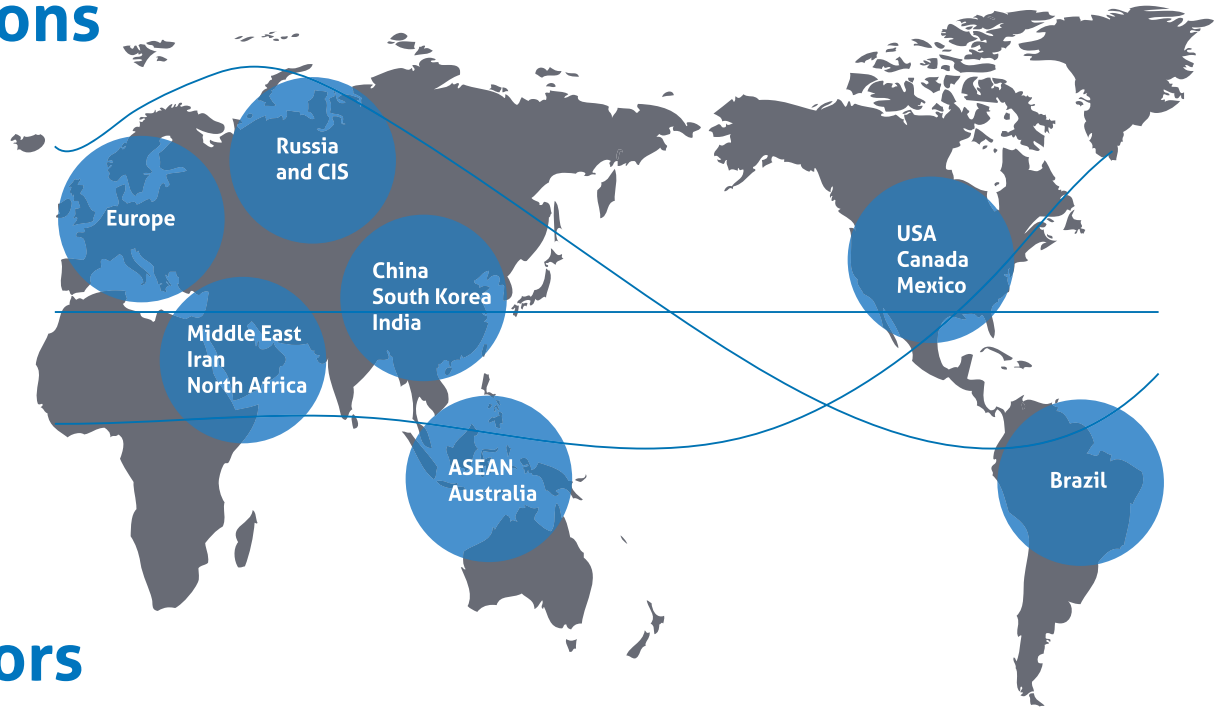 ons
Russia
and CIS
Europe
USA
Canada
Mexico
China
South Korea
India
Middle East
Iran
North Africa
ASEAN
Australia
Brazil
ors